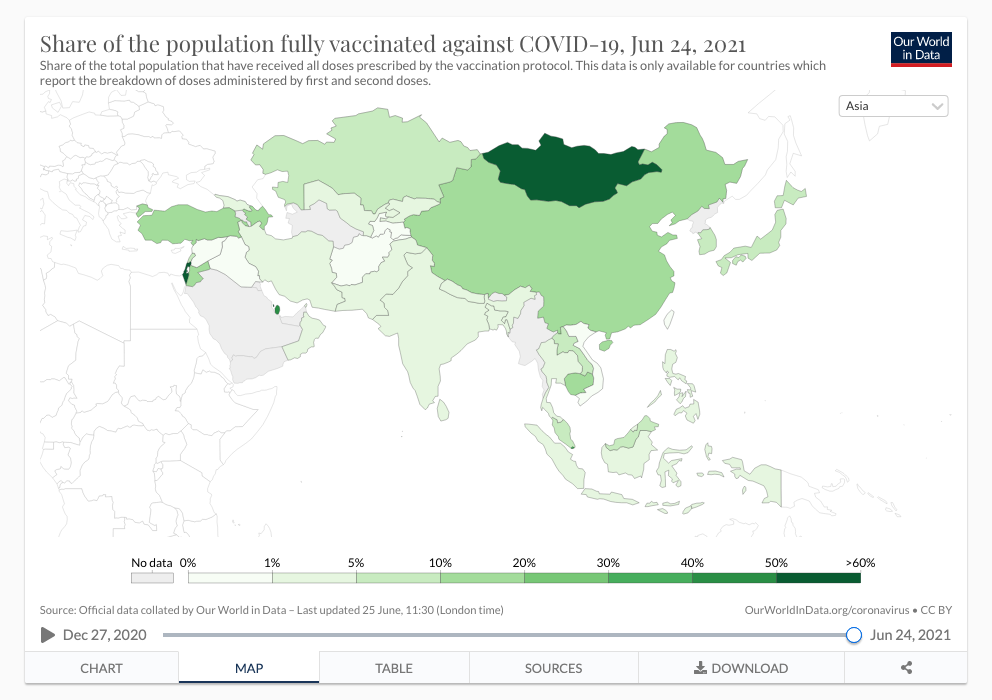 Share of the population fully vaccinated against COVID-19, Jun 24, 2021
Our World
in Data
Share of the total population that have received all doses prescribed by the vaccination protocol. This data is only available for countries which
report the breakdown of doses administered by first and second doses.
Asia
No data 0% 1% 5% 10% 20% 30% 40% 50% >60%
Source: Official data collated by Our World in Data – Last updated 25 June, 11:30 (London time)
OurWorldInData.org/coronavirus • CC BY
Dec 27, 2020
Jun 24, 2021
CHART MAP TABLE SOURCES DOWNLOAD